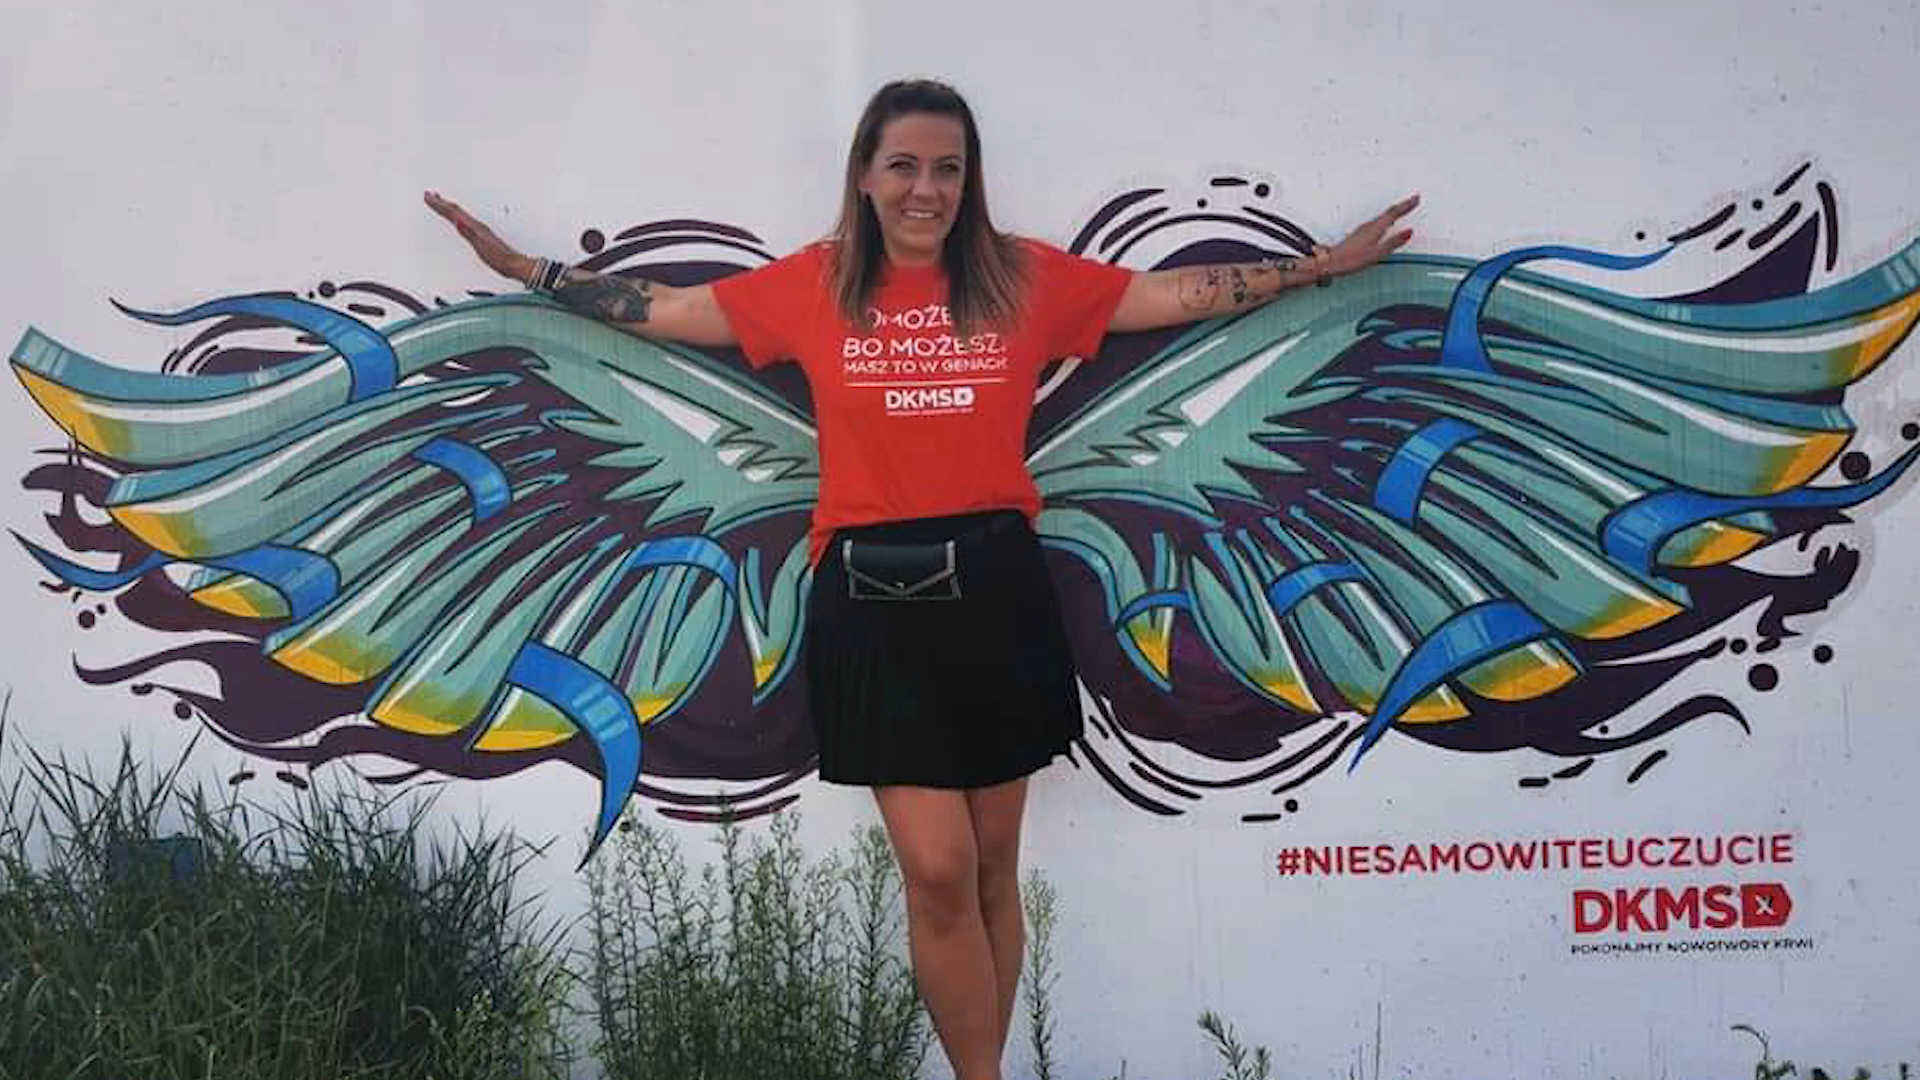 BO MOŻESZ.
MASZ TO W GENACH.
DKMS
#NIESAMOWITEUCZUCIE
DKMS
POKONAJMY NOWOTWORY KRWI